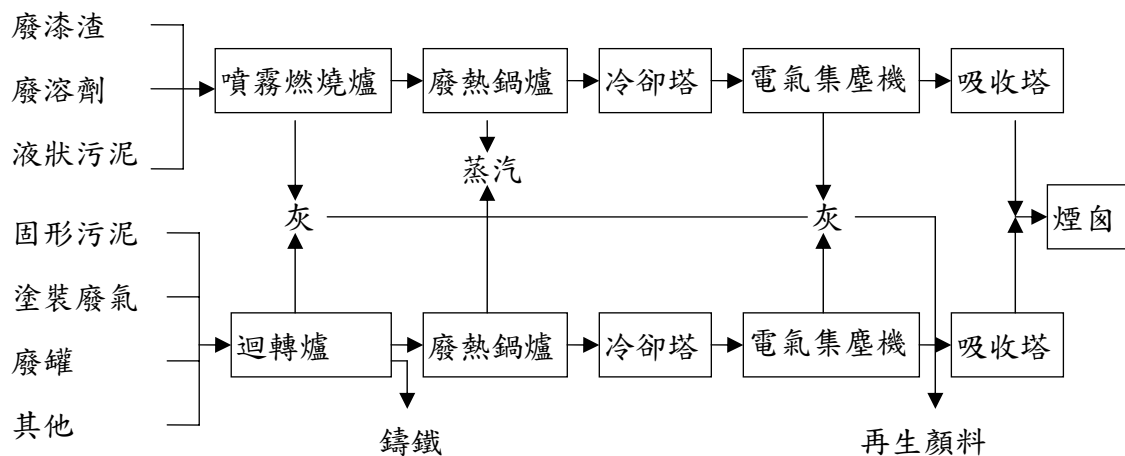 廢漆渣
廢溶劑
液狀污泥
噴霧燃燒爐
廢熱鍋爐
冷卻塔
電氣集塵機
吸收塔
蒸汽
灰
灰
煙囪
固形污泥
塗裝廢氣
廢罐
其他
迴轉爐
廢熱鍋爐
冷卻塔
電氣集塵機
吸收塔
鑄鐵
再生顏料